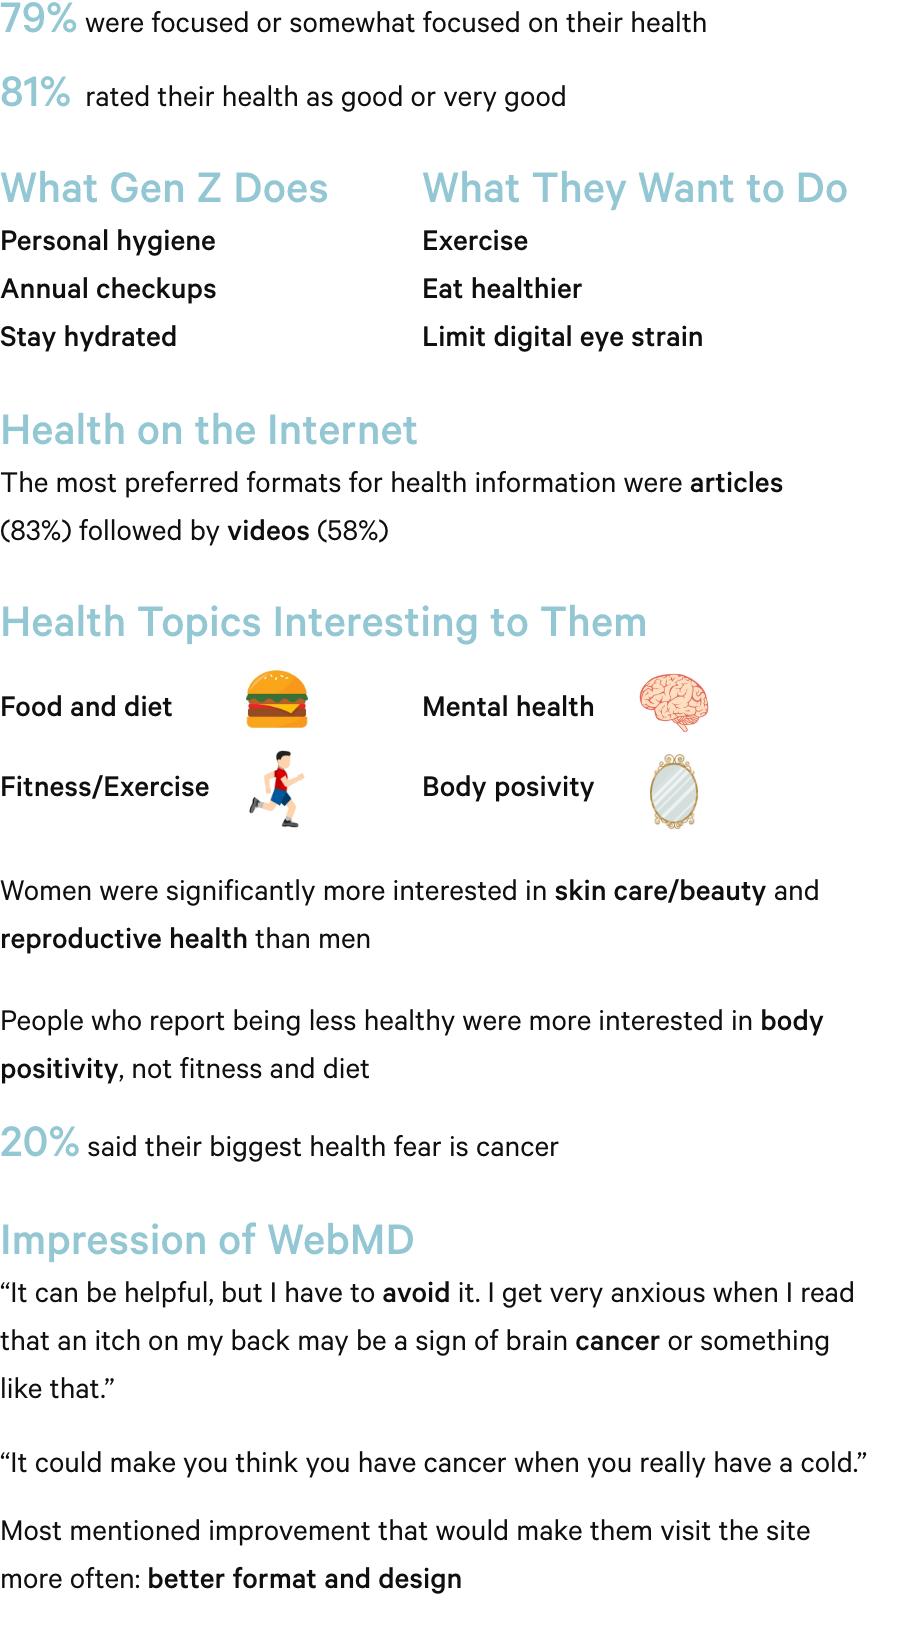 79% were focused or somewhat focused on their health
81% rated their health as good or very good
What Gen Z Does
Personal hygiene
Annual checkups
Stay hydrated
What They Want to Do
Exercise
Eat healthier
Limit digital eye strain
Health on the Internet
The most preferred formats for health information were articles
(83%) followed by videos (58%)
Health Topics Interesting to Them
Food and diet
Mental health
Fitness/Exercise
Body posivity
Women were significantly more interested in skin care/beauty and
reproductive health than men
People who report being less healthy were more interested in body
positivity, not fitness and diet
20% said their biggest health fear is cancer
Impression of WebMD
“It can be helpful, but I have to avoid it. I get very anxious when I read
that an itch on my back may be a sign of brain cancer or something
like that.”
“It could make you think you have cancer when you really have a cold.”
Most mentioned improvement that would make them visit the site
more often: better format and design